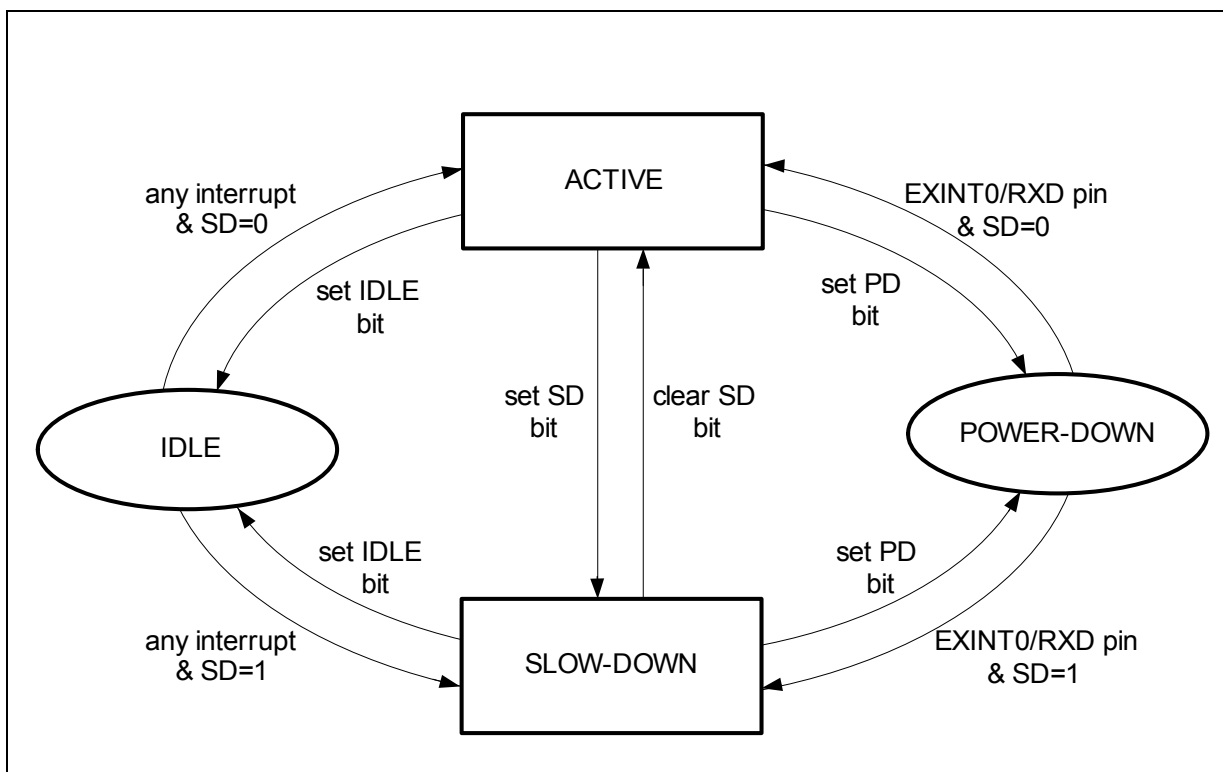 ACTIVE
any interrupt
& SD=0
EXINT0/RXD pin
& SD=0
set IDLE
bit
set PD
bit
set SD
bit
clear SD
bit
IDLE
POWER-DOWN
set IDLE
bit
set PD
bit
any interrupt
& SD=1
SLOW-DOWN
EXINT0/RXD pin
& SD=1